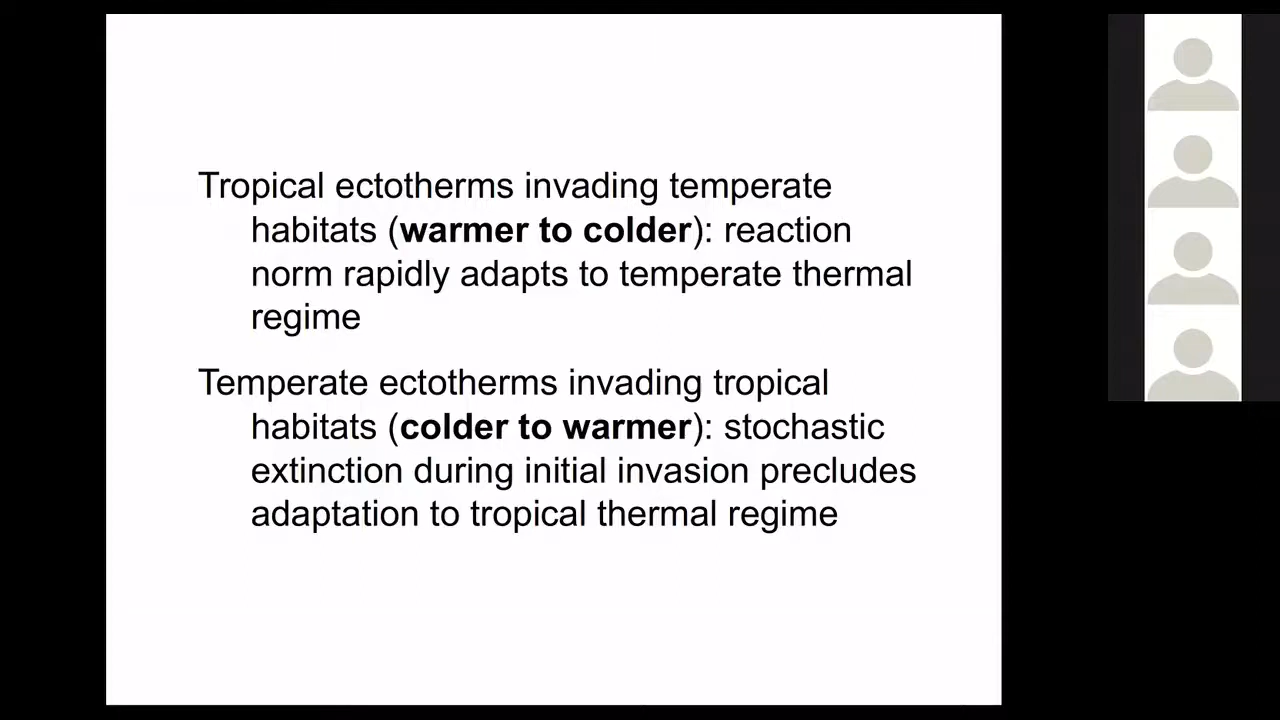 Tropical ectotherms invading temperate
habitats (warmer to colder): reaction
norm rapidly adapts to temperate thermal
regime
Temperate ectotherms invading tropical
habitats (colder to warmer): stochastic
extinction during initial invasion precludes
adaptation to tropical thermal regime